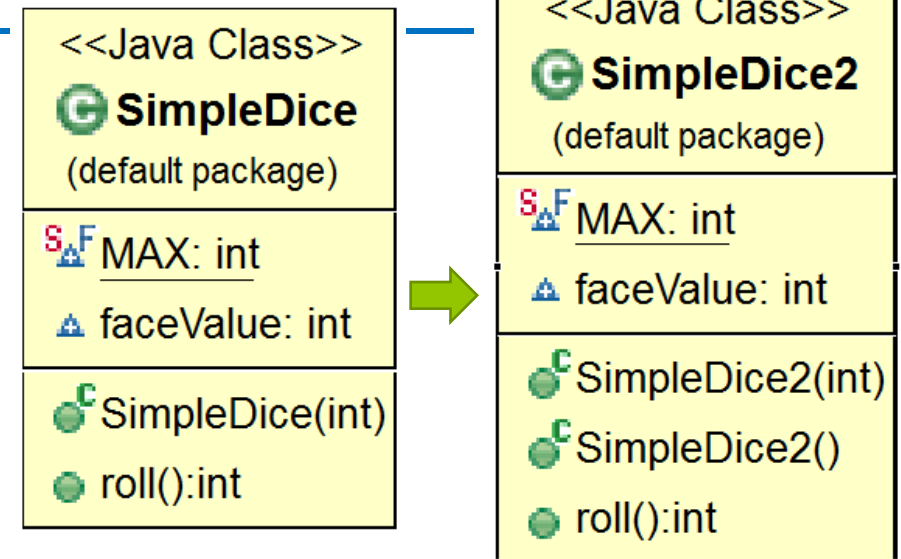 <<Java Class>>
C SimpleDice
(default package)
S F MAX: int
faceValue: int
C SimpleDice(int)
roll():int
<<Java Class>>
C SimpleDice2
(default package)
S F MAX: int
faceValue: int
C SimpleDice2(int)
C SimpleDice2()
roll():int